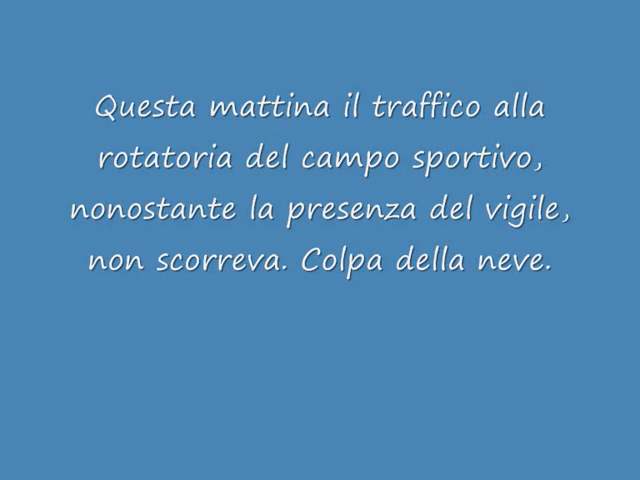 Questa mattina il traffico alla
rotatoria del campo sportivo,
nonostante la presenza del vigile,
non scorreva. Colpa della neve.